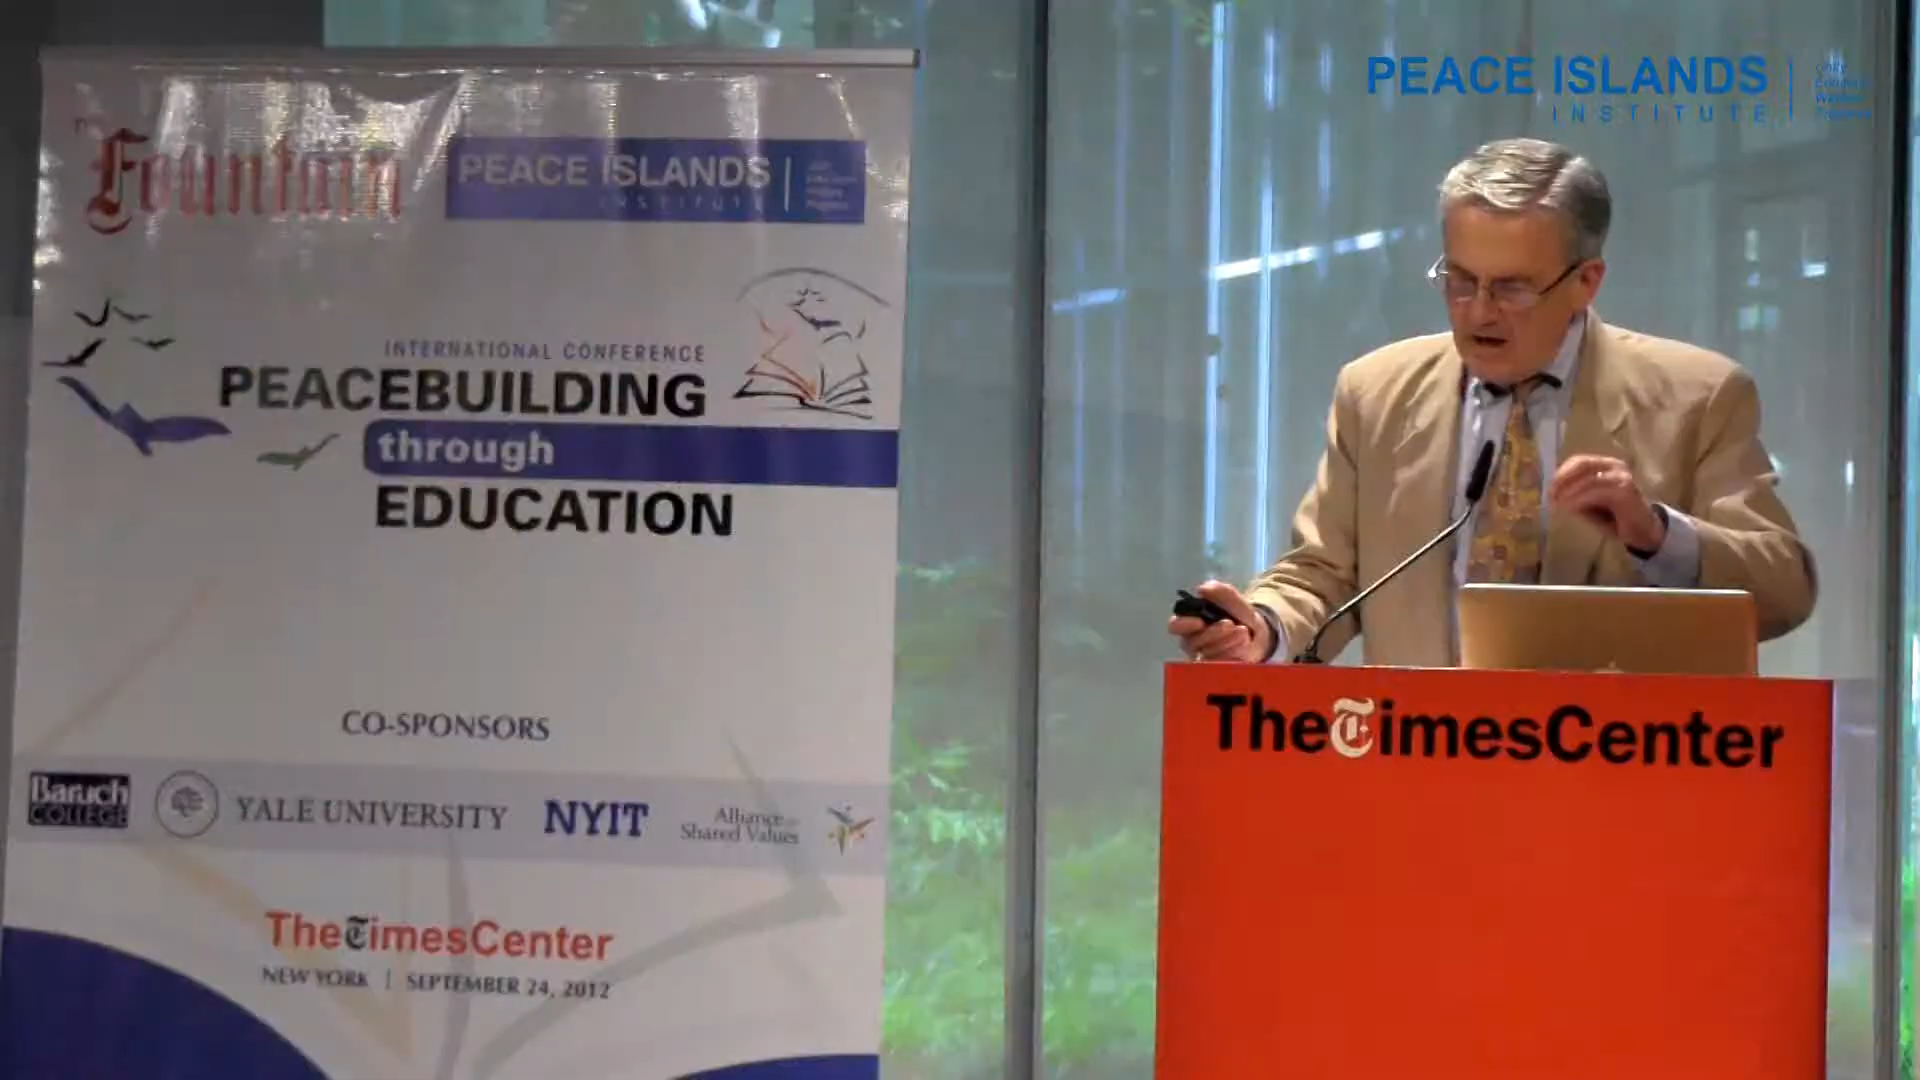 The
Fountain
PEACE ISLANDS
INSTITUTE
INTERNATIONAL CONFERENCE
PEACEBUILDING
through
EDUCATION
CO-SPONSORS
Baruch
COLLEGE
YALE UNIVERSITY
NYIT
Alliance for
Shared Values
TheTimesCenter
NEW YORK | SEPTEMBER 24, 2012
PEACE ISLANDS
INSTITUTE
TheTimesCenter